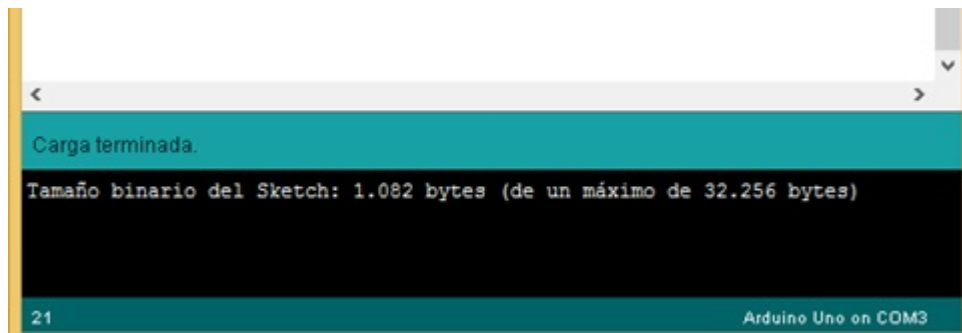 Carga terminada.
Tamaño binario del Sketch: 1.082 bytes (de un máximo de 32.256 bytes)
21 Arduino Uno on COM3